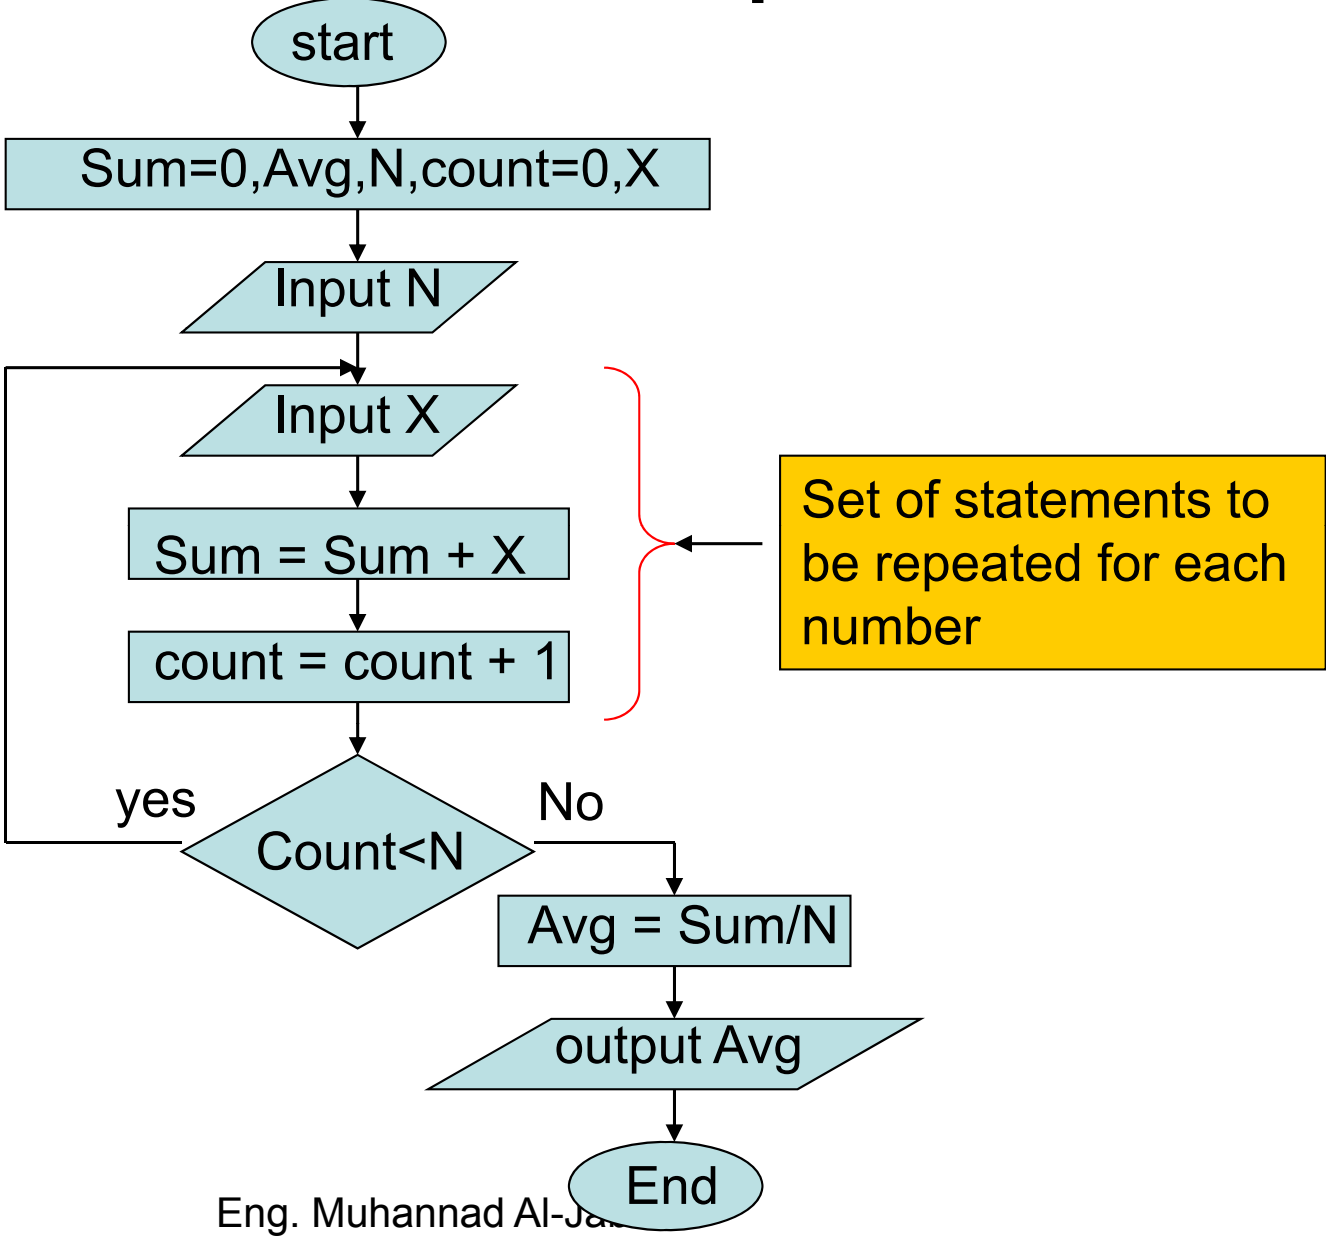 start
Sum=0,Avg,N,count=0,X
Input N
Input X
Sum = Sum + X
count = count + 1
Set of statements to
be repeated for each
number
yes
No
Count<N
Avg = Sum/N
output Avg
End
Eng. Muhannad